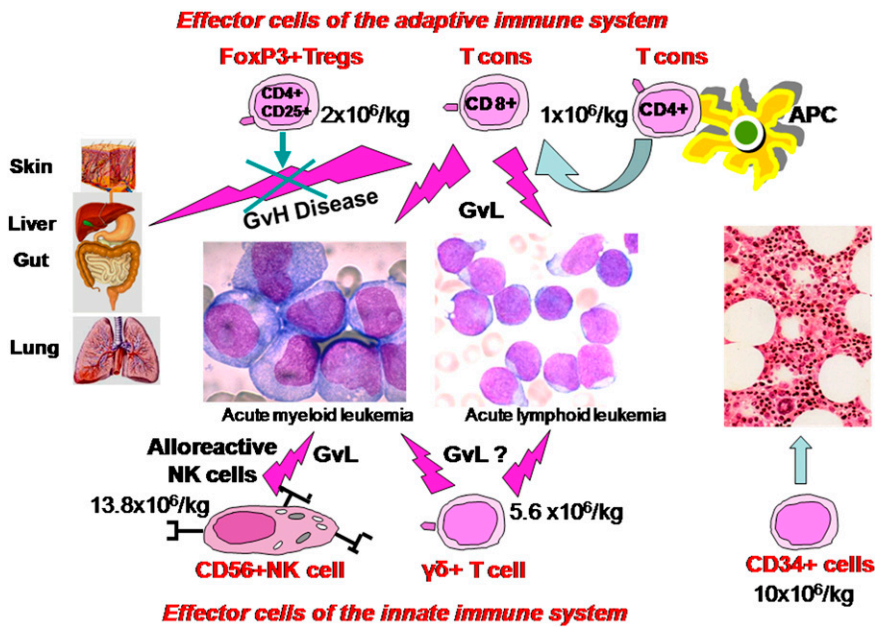 Effector cells of the adaptive immune system
FoxP3+Tregs
T cons
T cons
CD4+
CD25+
2x10⁶/kg
CD8+
1x10⁶/kg
CD4+
APC
Skin
Liver
Gut
Lung
GvH Disease
GvL
Acute myeloid leukemia
Acute lymphoid leukemia
Alloreactive
NK cells
GvL
GvL ?
13.8x10⁶/kg
5.6 x10⁶/kg
CD56+NK cell
γδ+ T cell
CD34+ cells
10x10⁶/kg
Effector cells of the innate immune system